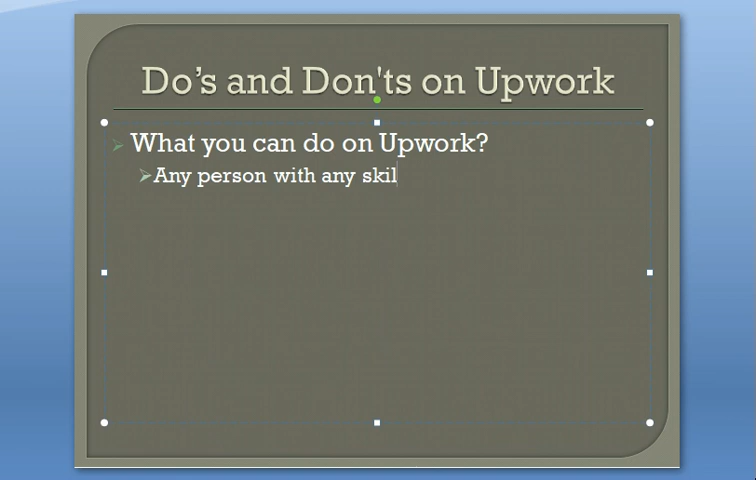 Do’s and Don'ts on Upwork
What you can do on Upwork?
Any person with any skil